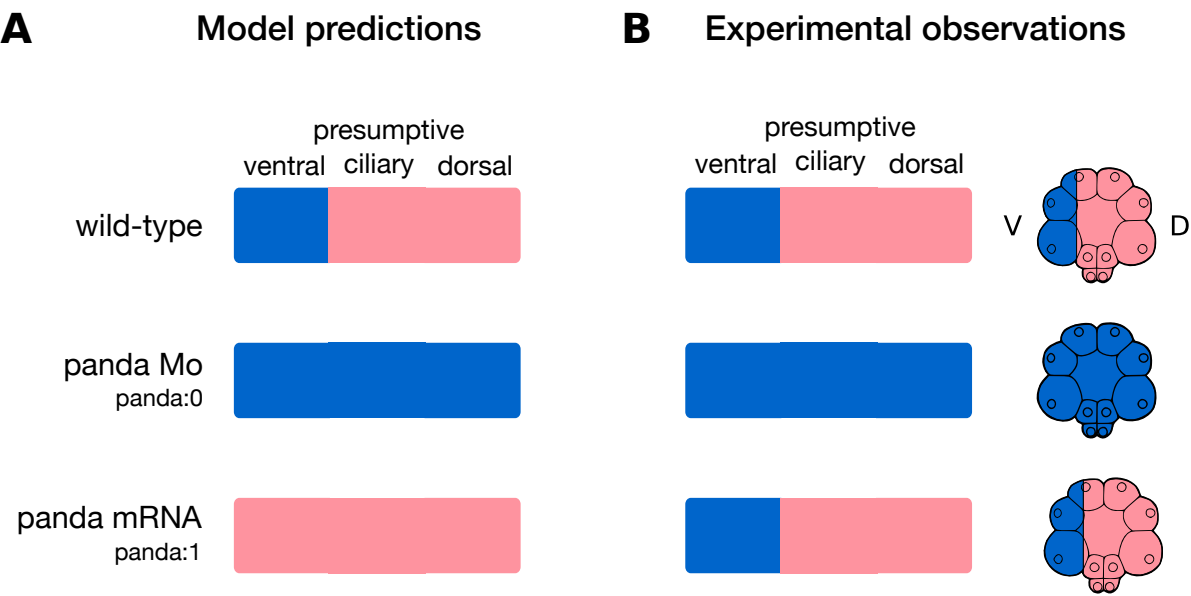 A Model predictions
B Experimental observations
presumptive
ventral ciliary dorsal
presumptive
ventral ciliary dorsal
wild-type
V D
panda Mo
panda:0
panda mRNA
panda:1